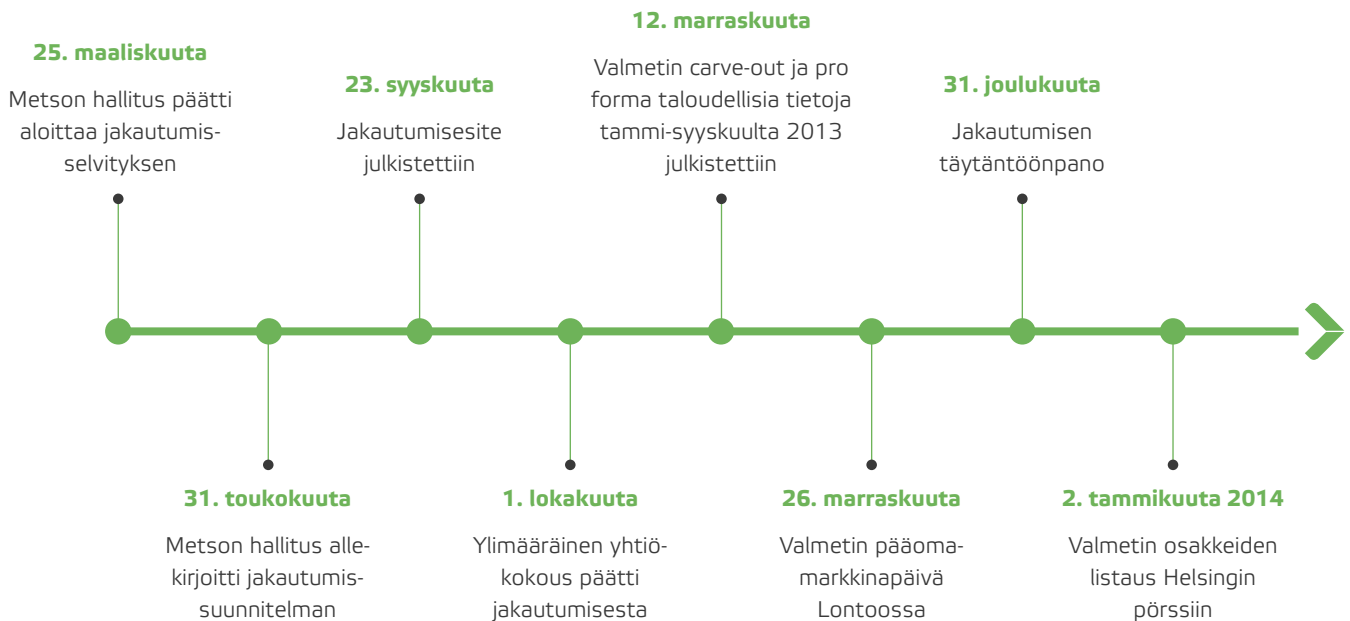 25. maaliskuuta
Metson hallitus päätti
aloittaa jakautumis-
selvityksen
31. toukokuuta
Metson hallitus alle-
kirjoitti jakautumis-
suunnitelman
23. syyskuuta
Jakautumisesite
julkistettiin
1. lokakuuta
Ylimääräinen yhtiö-
kokous päätti
jakautumisesta
12. marraskuuta
Valmetin carve-out ja pro
forma taloudellisia tietoja
tammi-syyskuulta 2013
julkistettiin
26. marraskuuta
Valmetin pääoma-
markkinapäivä
Lontoossa
31. joulukuuta
Jakautumisen
täytäntöönpano
2. tammikuuta 2014
Valmetin osakkeiden
listaus Helsingin
pörssiin